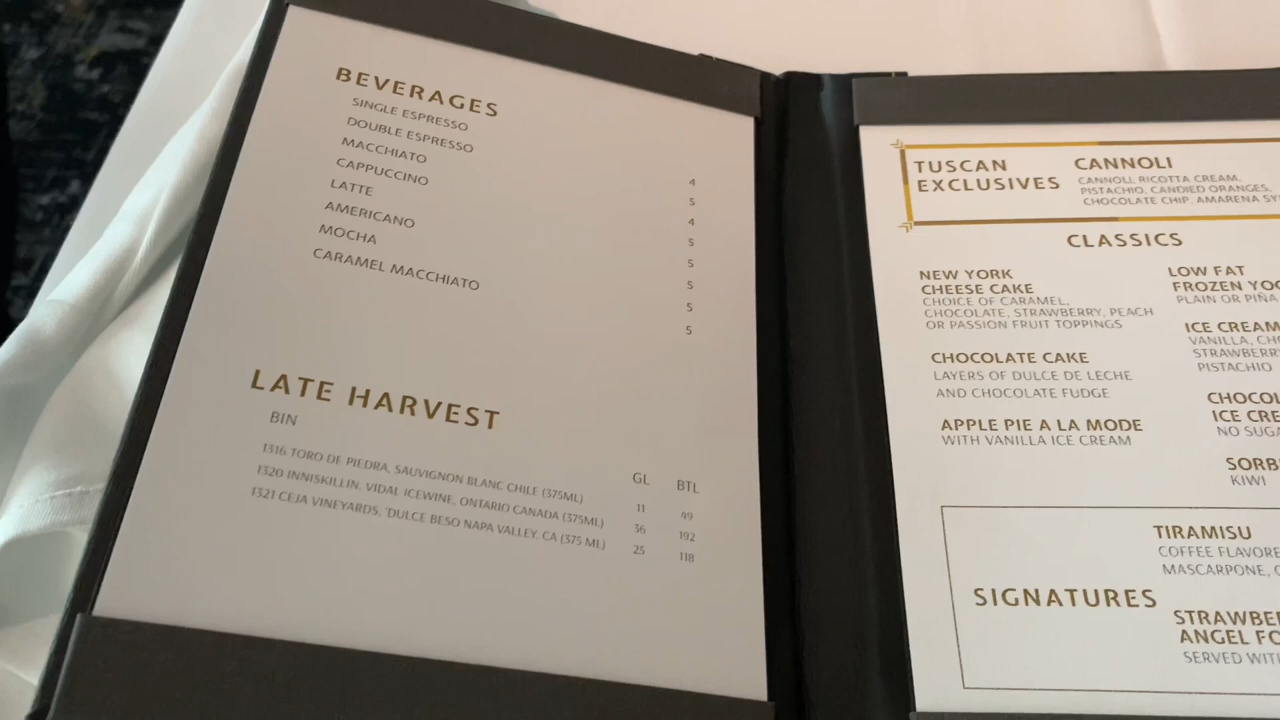 BEVERAGES
SINGLE ESPRESSO 4
DOUBLE ESPRESSO 5
MACCHIATO 4
CAPPUCCINO 5
LATTE 5
AMERICANO 5
MOCHA 5
CARAMEL MACCHIATO 5
LATE HARVEST
BIN GL BTL
1316 TORO DE PIEDRA, SAUVIGNON BLANC CHILE (375ML) 11 49
1320 INNISKILLIN, VIDAL ICEWINE, ONTARIO CANADA (375ML) 36 192
1321 CEJA VINEYARDS, 'DULCE BESO NAPA VALLEY, CA (375 ML) 25 118
TUSCAN
EXCLUSIVES
CANNOLI
CANNOLI, RICOTTA CREAM,
PISTACHIO, CANDIED ORANGES,
CHOCOLATE CHIP, AMARENA
CLASSICS
NEW YORK
CHEESE CAKE
CHOICE OF CARAMEL,
CHOCOLATE, STRAWBERRY, PEACH
OR PASSION FRUIT TOPPINGS
CHOCOLATE CAKE
LAYERS OF DULCE DE LECHE
AND CHOCOLATE FUDGE
APPLE PIE A LA MODE
WITH VANILLA ICE CREAM
LOW FAT
FROZEN
PLAIN OR
ICE CREAM
VANILLA,
STRAWBERRY
PISTACHIO
ICE
NO
KIWI
SIGNATURES
TIRAMISU
COFFEE
MASCARPONE,
ANGEL
SERVED